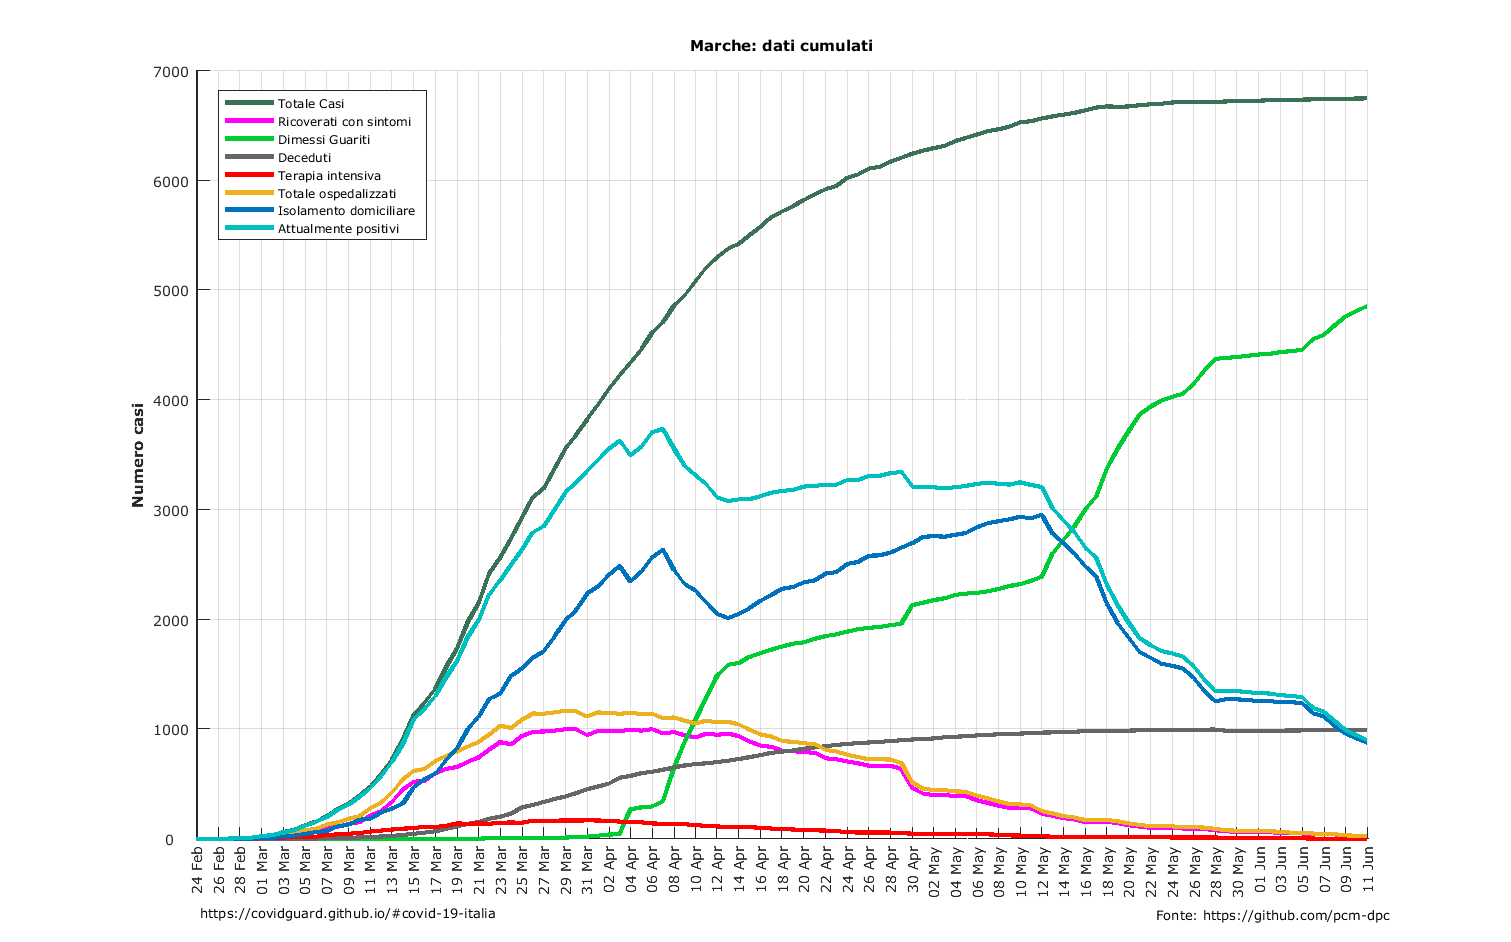 Marche: dati cumulati
Numero casi
7000
6000
5000
4000
3000
2000
1000
0
Totale Casi
Ricoverati con sintomi
Dimessi Guariti
Deceduti
Terapia intensiva
Totale ospedalizzati
Isolamento domiciliare
Attualmente positivi
24 Feb
26 Feb
28 Feb
01 Mar
03 Mar
05 Mar
07 Mar
09 Mar
11 Mar
13 Mar
15 Mar
17 Mar
19 Mar
21 Mar
23 Mar
25 Mar
27 Mar
29 Mar
31 Mar
02 Apr
04 Apr
06 Apr
08 Apr
10 Apr
12 Apr
14 Apr
16 Apr
18 Apr
20 Apr
22 Apr
24 Apr
26 Apr
28 Apr
30 Apr
02 May
04 May
06 May
08 May
10 May
12 May
14 May
16 May
18 May
20 May
22 May
24 May
26 May
28 May
30 May
01 Jun
03 Jun
05 Jun
07 Jun
09 Jun
11 Jun
https://covidguard.github.io/#covid-19-italia
Fonte: https://github.com/pcm-dpc